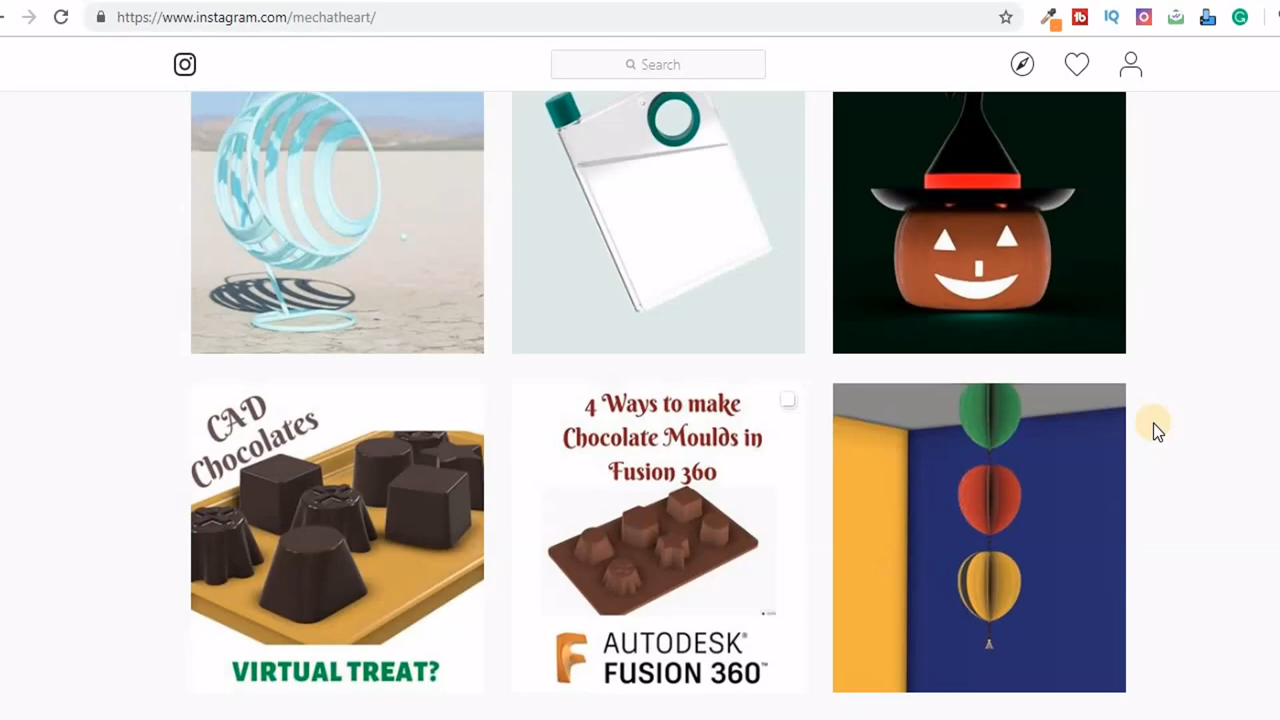 https://www.instagram.com/mechatheart/
Search
CAD
Chocolates
VIRTUAL TREAT?
4 Ways to make
Chocolate Moulds in
Fusion 360
AUTODESK®
FUSION 360™